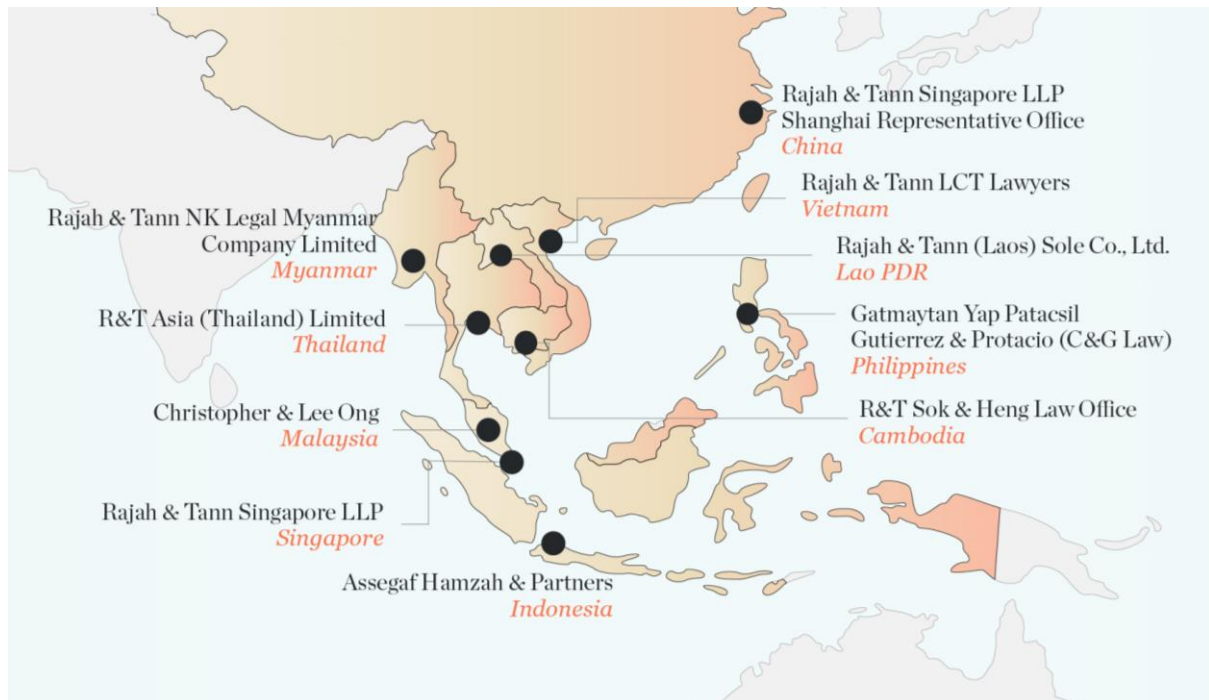 Rajah & Tann Singapore LLP
Shanghai Representative Office
China
Rajah & Tann LCT Lawyers
Vietnam
Rajah & Tann NK Legal Myanmar
Company Limited
Myanmar
Rajah & Tann (Laos) Sole Co., Ltd.
Lao PDR
R&T Asia (Thailand) Limited
Thailand
Gatmaytan Yap Patacsil
Gutierrez & Protacio (C&G Law)
Philippines
Christopher & Lee Ong
Malaysia
R&T Sok & Heng Law Office
Cambodia
Rajah & Tann Singapore LLP
Singapore
Assegaf Hamzah & Partners
Indonesia